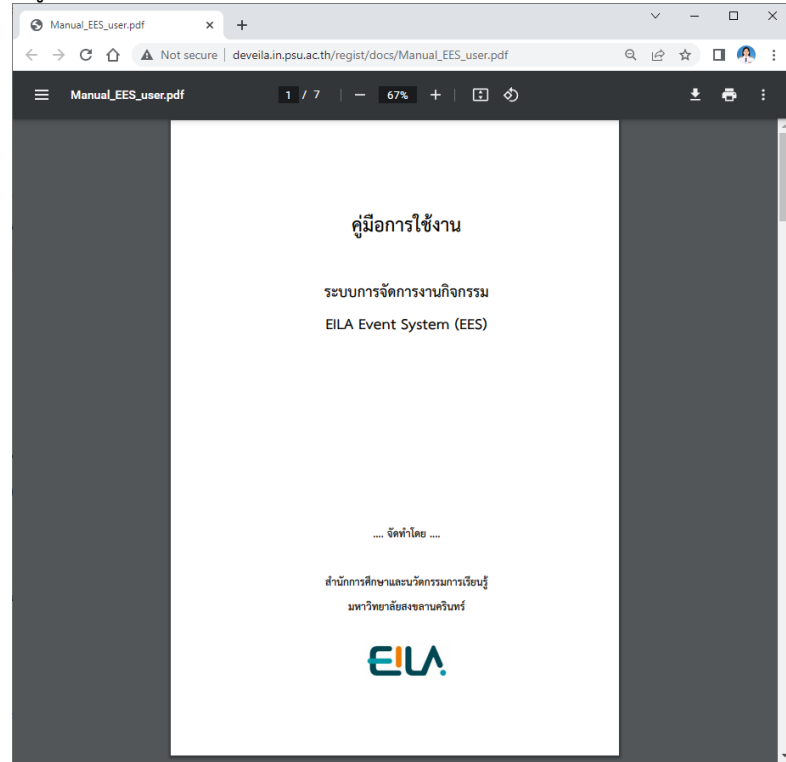 Manual_EES_user.pdf
Not secure | deveila.in.psu.ac.th/regist/docs/Manual_EES_user.pdf
Manual_EES_user.pdf
1 / 7
67%
คู่มือการใช้งาน
ระบบการจัดการงานกิจกรรม
EILA Event System (EES)
.... จัดทำโดย ....
สำนักการศึกษาและนวัตกรรมการเรียนรู้
มหาวิทยาลัยสงขลานครินทร์
EILA